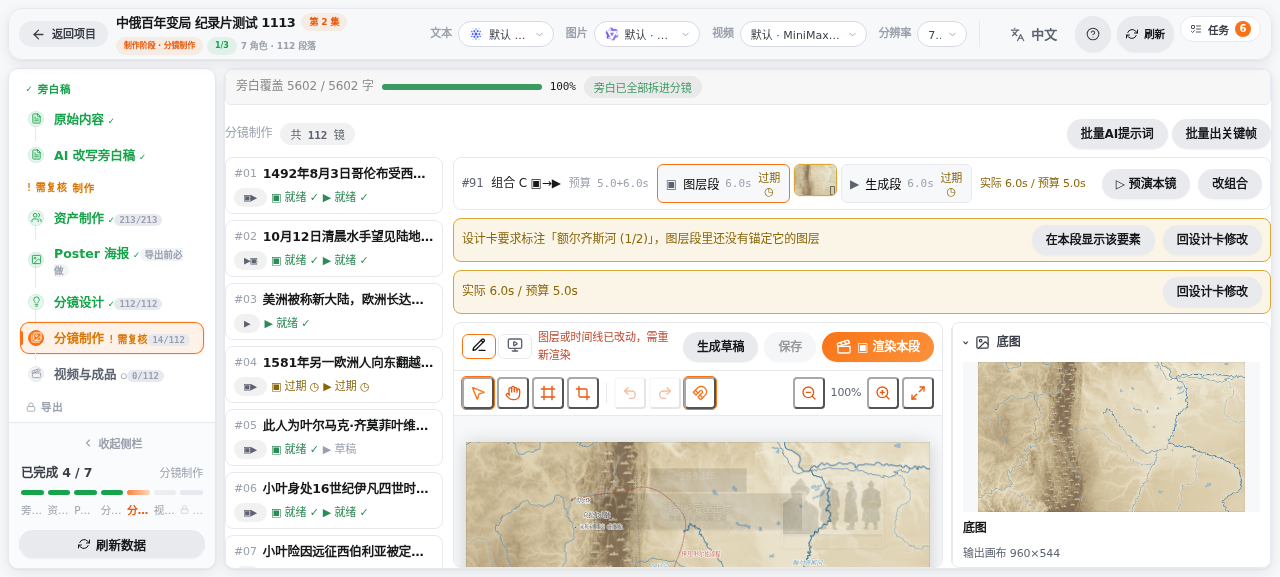 返回项目
中俄百年变局 纪录片测试 1113 第 2 集
制作阶段 · 分镜制作 1/3 7 角色 · 112 段落
文本 默认 ...
图片 默认 · ...
视频 默认 · MiniMax...
分辨率 7..
中文
刷新
任务 6
✓ 旁白稿
原始内容 ✓
AI 改写旁白稿 ✓
! 需复核 制作
资产制作 ✓ 213/213
Poster 海报 ✓ 导出前必做
分镜设计 ✓ 112/112
分镜制作 ! 需复核 14/112
视频与成品 ○ 0/112
导出
收起侧栏
已完成 4 / 7 分镜制作
旁... 资... P... 分... 分... 视... ...
刷新数据
旁白覆盖 5602 / 5602 字 100% 旁白已全部拆进分镜
分镜制作 共 112 镜 批量AI提示词 批量出关键帧
#01 1492年8月3日哥伦布受西...
▣▶ ▣ 就绪 ✓ ▶ 就绪 ✓
#02 10月12日清晨水手望见陆地...
▶▣ ▣ 就绪 ✓ ▶ 就绪 ✓
#03 美洲被称新大陆，欧洲长达...
▶ ▶ 就绪 ✓
#04 1581年另一欧洲人向东翻越...
▣▶ ▣ 过期 ◷ ▶ 过期 ◷
#05 此人为叶尔马克·齐莫菲叶维...
▣▶ ▣ 就绪 ✓ ▶ 草稿
#06 小叶身处16世纪伊凡四世时...
▣▶ ▣ 就绪 ✓ ▶ 就绪 ✓
#07 小叶险因远征西伯利亚被定...
#91 组合 C ▣→▶ 预算 5.0+6.0s ▣ 图层段 6.0s 过期 ◷ ▶ 生成段 6.0s 过期 ◷ 实际 6.0s / 预算 5.0s ▷ 预演本镜 改组合
设计卡要求标注「额尔齐斯河 (1/2)」，图层段里还没有锚定它的图层 在本段显示该要素 回设计卡修改
实际 6.0s / 预算 5.0s 回设计卡修改
图层或时间线已改动，需重新渲染 生成草稿 保存 ▣ 渲染本段
100%
底图
底图
输出画布 960×544